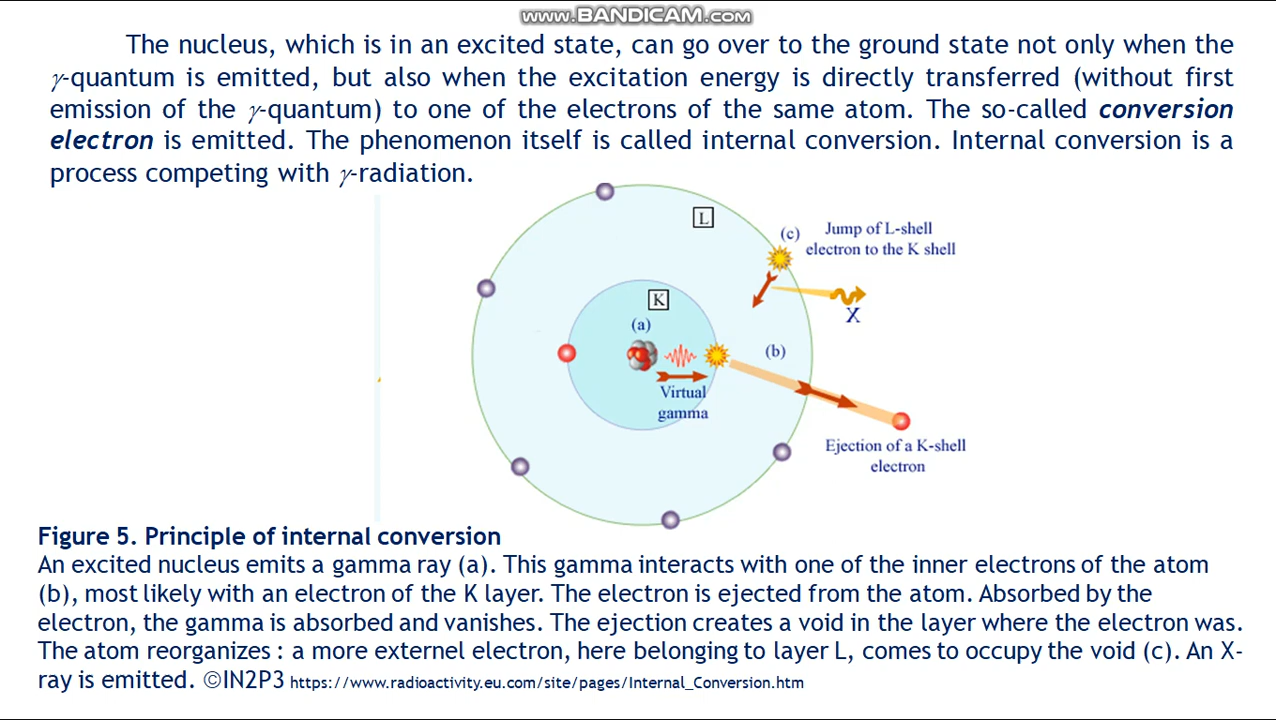 www.BANDICAM.com
The nucleus, which is in an excited state, can go over to the ground state not only when the
γ-quantum is emitted, but also when the excitation energy is directly transferred (without first
emission of the γ-quantum) to one of the electrons of the same atom. The so-called conversion
electron is emitted. The phenomenon itself is called internal conversion. Internal conversion is a
process competing with γ-radiation.
L
(c)
Jump of L-shell
electron to the K shell
K
X
(a)
(b)
Virtual
gamma
Ejection of a K-shell
electron
Figure 5. Principle of internal conversion
An excited nucleus emits a gamma ray (a). This gamma interacts with one of the inner electrons of the atom
(b), most likely with an electron of the K layer. The electron is ejected from the atom. Absorbed by the
electron, the gamma is absorbed and vanishes. The ejection creates a void in the layer where the electron was.
The atom reorganizes : a more externel electron, here belonging to layer L, comes to occupy the void (c). An X-
ray is emitted. ©IN2P3 https://www.radioactivity.eu.com/site/pages/Internal_Conversion.htm